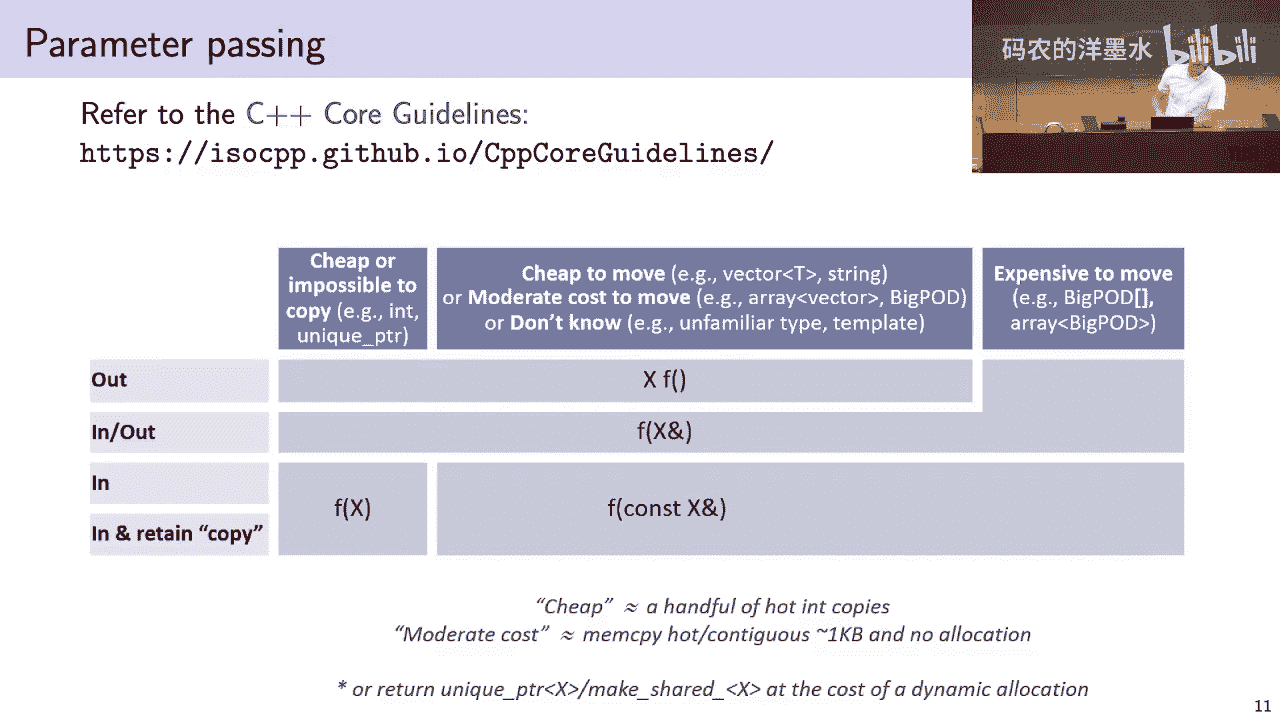 Parameter passing
码农的洋墨水 bilibili
Refer to the C++ Core Guidelines:
https://isocpp.github.io/CppCoreGuidelines/
Cheap or
impossible to
copy (e.g., int,
unique_ptr)
Cheap to move (e.g., vector<T>, string)
or Moderate cost to move (e.g., array<vector>, BigPOD)
or Don't know (e.g., unfamiliar type, template)
Expensive to move
(e.g., BigPOD[],
array<BigPOD>)
Out
X f()
In/Out
f(X&)
In
f(X)
f(const X&)
In & retain “copy”
“Cheap” ≈ a handful of hot int copies
“Moderate cost” ≈ memcpy hot/contiguous ~1KB and no allocation
* or return unique_ptr<X>/make_shared_<X> at the cost of a dynamic allocation
11